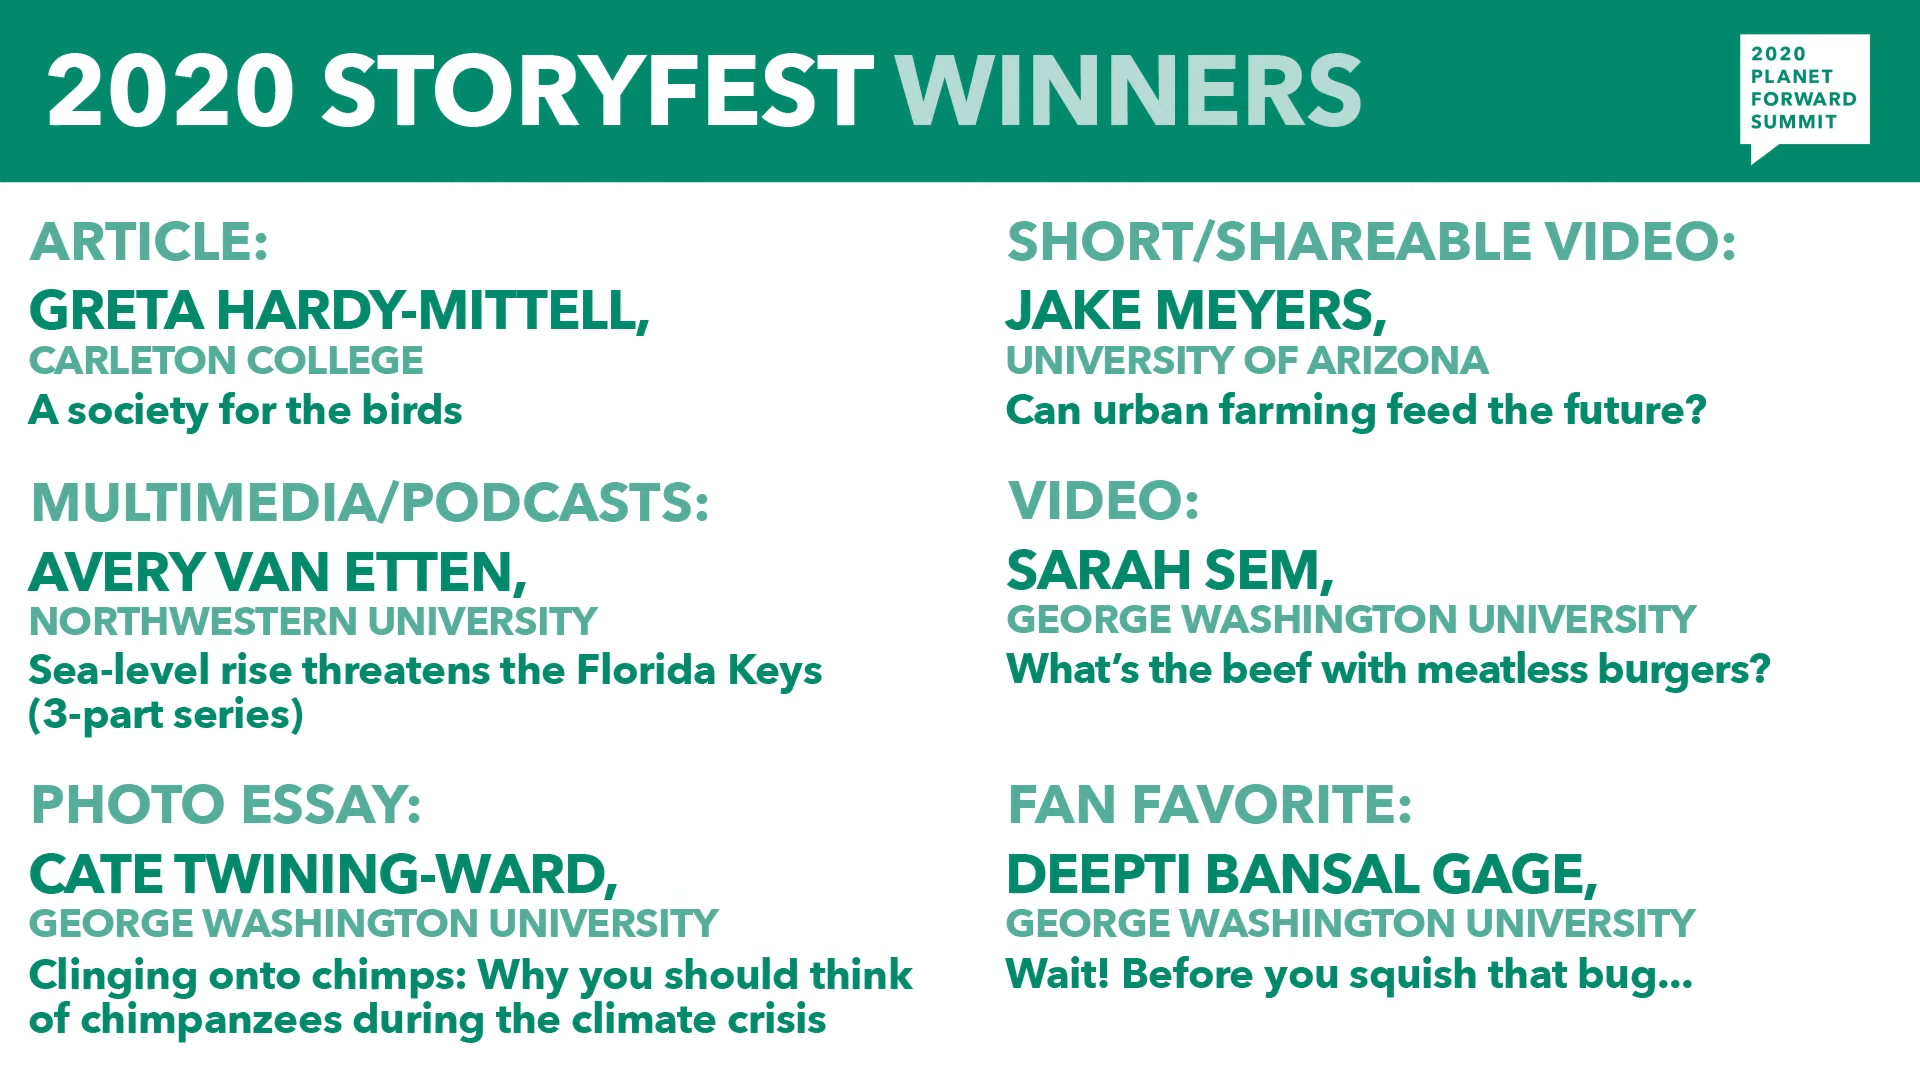 2020 STORYFEST WINNERS
2020
PLANET
FORWARD
SUMMIT
ARTICLE:
GRETA HARDY-MITTELL,
CARLETON COLLEGE
A society for the birds
MULTIMEDIA/PODCASTS:
AVERY VAN ETTEN,
NORTHWESTERN UNIVERSITY
Sea-level rise threatens the Florida Keys
(3-part series)
PHOTO ESSAY:
CATE TWINING-WARD,
GEORGE WASHINGTON UNIVERSITY
Clinging onto chimps: Why you should think
of chimpanzees during the climate crisis
SHORT/SHAREABLE VIDEO:
JAKE MEYERS,
UNIVERSITY OF ARIZONA
Can urban farming feed the future?
VIDEO:
SARAH SEM,
GEORGE WASHINGTON UNIVERSITY
What’s the beef with meatless burgers?
FAN FAVORITE:
DEEPTI BANSAL GAGE,
GEORGE WASHINGTON UNIVERSITY
Wait! Before you squish that bug...